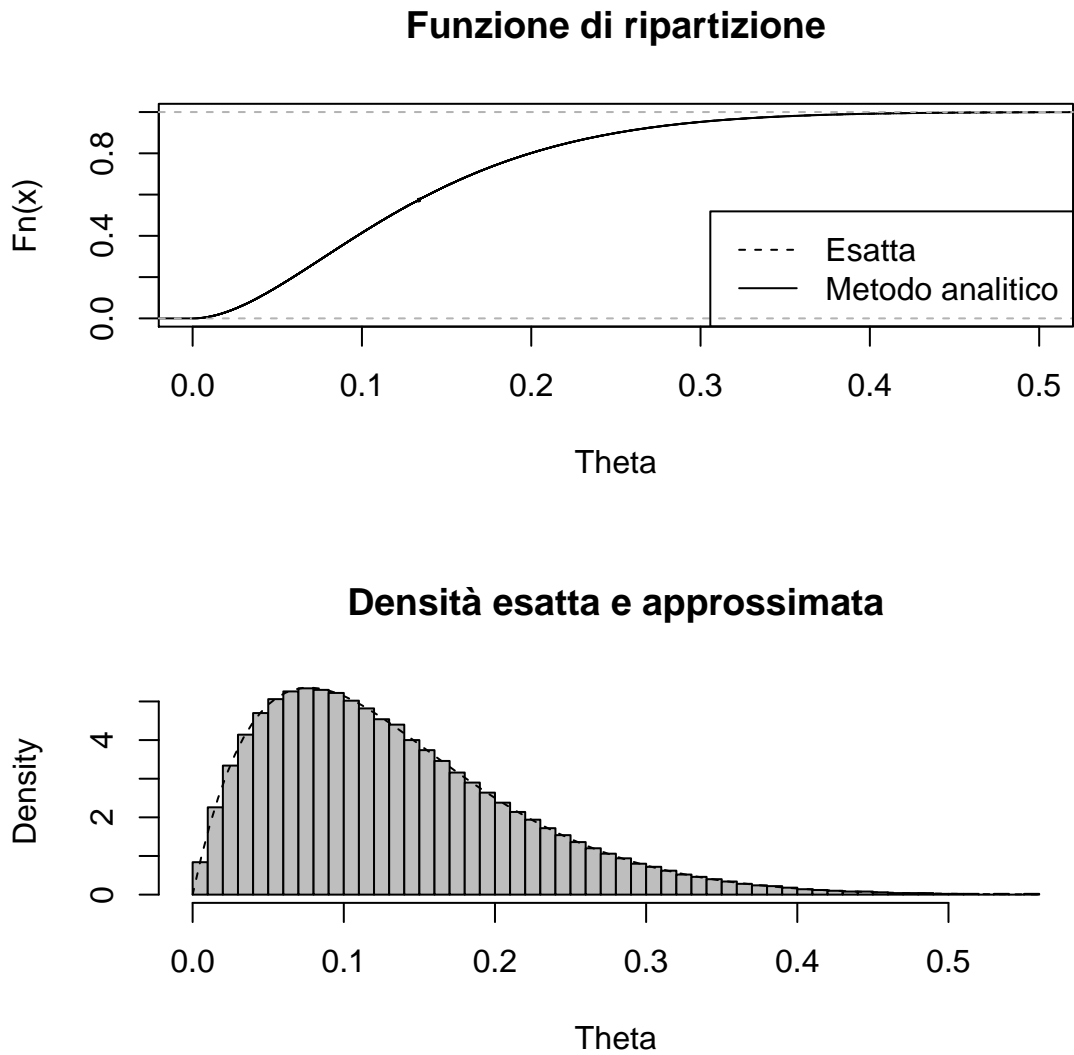 Funzione di ripartizione
Fn(x)
0.0 0.4 0.8
Esatta
Metodo analitico
0.0 0.1 0.2 0.3 0.4 0.5
Theta
Densità esatta e approssimata
Density
0 2 4
0.0 0.1 0.2 0.3 0.4 0.5
Theta